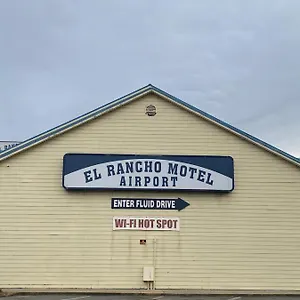 EL RANCHO MOTEL
AIRPORT
ENTER FLUID DRIVE
WI-FI HOT SPOT